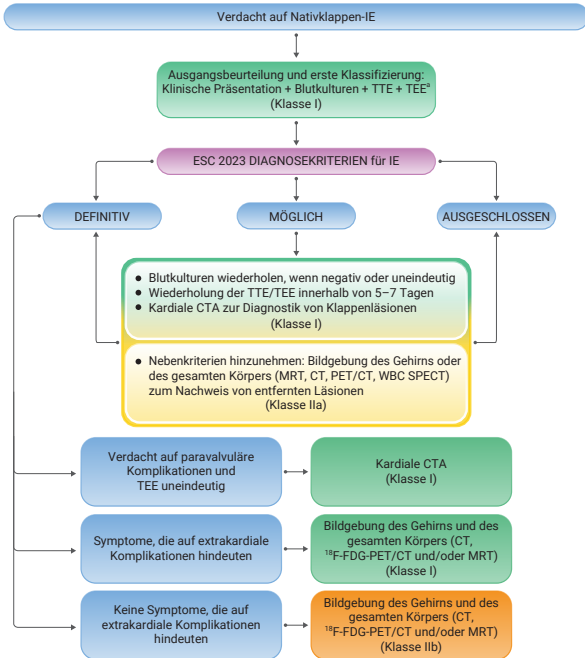 Verdacht auf Nativklappen-IE
Ausgangsbeurteilung und erste Klassifizierung:
Klinische Präsentation + Blutkulturen + TTE + TEEª
(Klasse I)
ESC 2023 DIAGNOSEKRITERIEN für IE
DEFINITIV
MÖGLICH
AUSGESCHLOSSEN
• Blutkulturen wiederholen, wenn negativ oder uneindeutig
• Wiederholung der TTE/TEE innerhalb von 5–7 Tagen
• Kardiale CTA zur Diagnostik von Klappenläsionen
(Klasse I)
• Nebenkriterien hinzunehmen: Bildgebung des Gehirns oder
des gesamten Körpers (MRT, CT, PET/CT, WBC SPECT)
zum Nachweis von entfernten Läsionen
(Klasse IIa)
Verdacht auf paravalvuläre
Komplikationen und
TEE uneindeutig
Kardiale CTA
(Klasse I)
Symptome, die auf extrakardiale
Komplikationen hindeuten
Bildgebung des Gehirns und des
gesamten Körpers (CT,
¹⁸F-FDG-PET/CT und/oder MRT)
(Klasse I)
Keine Symptome, die auf
extrakardiale Komplikationen
hindeuten
Bildgebung des Gehirns und des
gesamten Körpers (CT,
¹⁸F-FDG-PET/CT und/oder MRT)
(Klasse IIb)